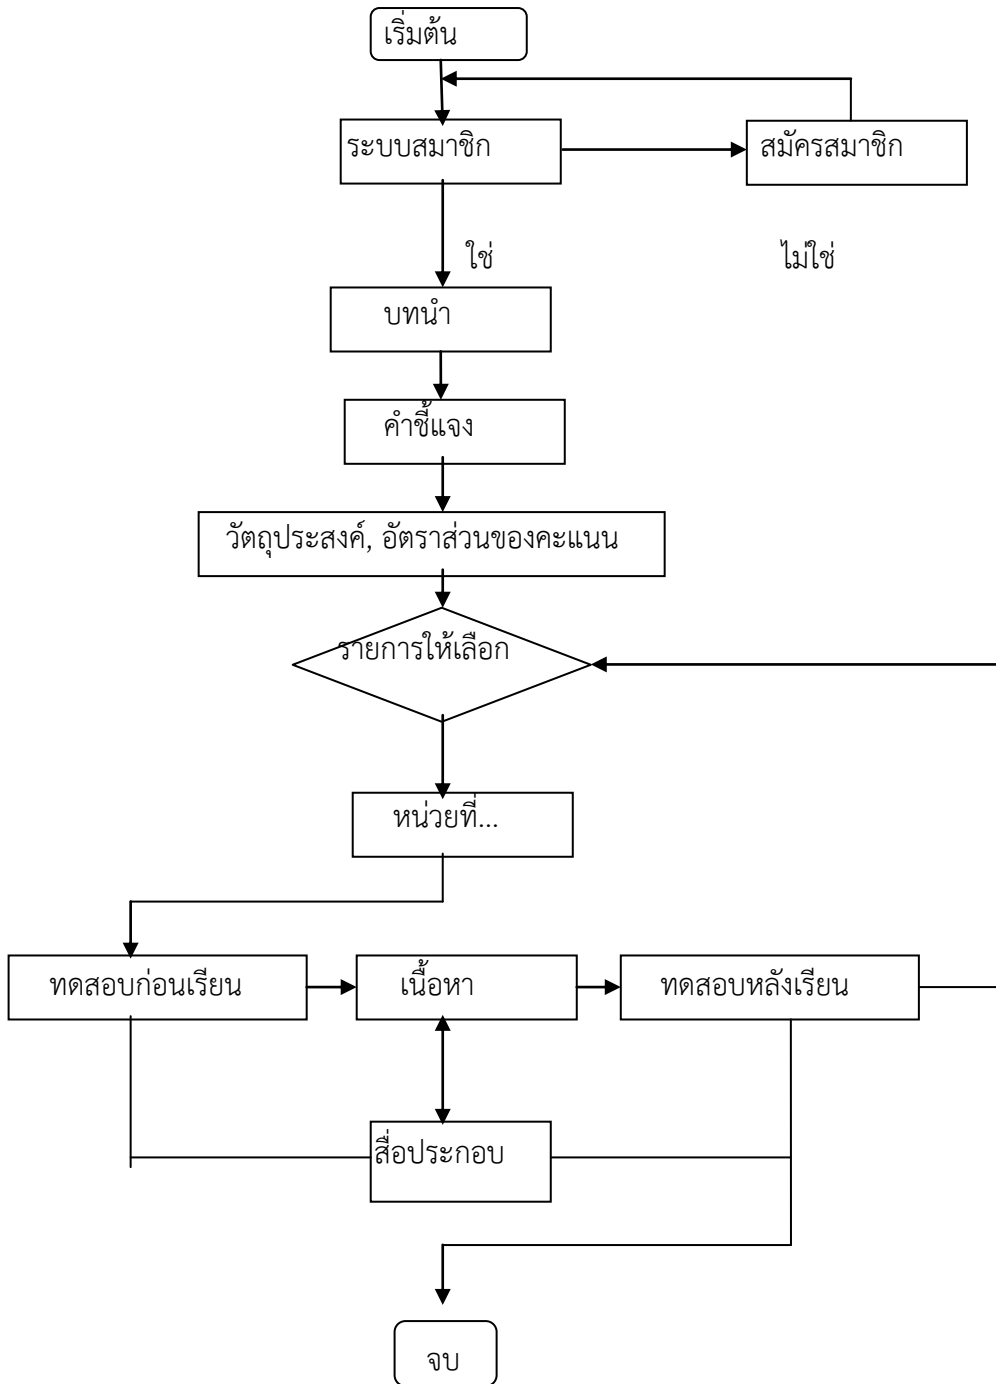 เริ่มต้น
ระบบสมาชิก
สมัครสมาชิก
ใช่
ไม่ใช่
บทนำ
คำชี้แจง
วัตถุประสงค์, อัตราส่วนของคะแนน
รายการให้เลือก
หน่วยที่...
ทดสอบก่อนเรียน
เนื้อหา
ทดสอบหลังเรียน
สื่อประกอบ
จบ